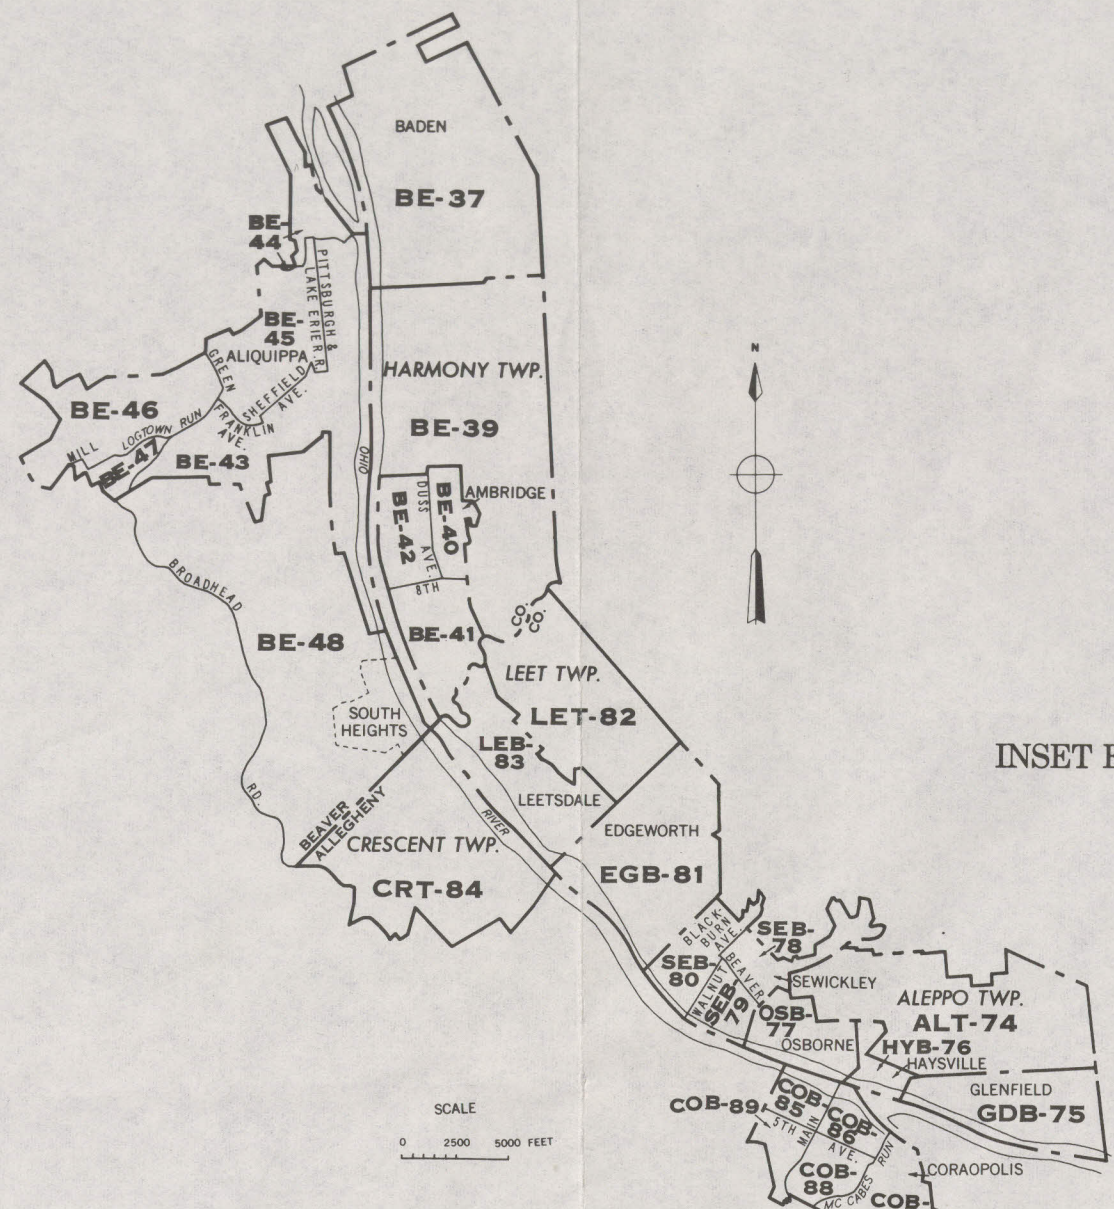 BADEN
BE-37
BE-
44
PITTSBURGH &
LAKE ERIE R.R.
BE-
45
ALIQUIPPA
GREEN
SHEFFIELD
AVE.
FRANKLIN
AVE.
BE-46
MILL
LOGTOWN RUN
BE-47
BE-43
HARMONY TWP.
BE-39
N
OHIO
AMBRIDGE
BE-42
DUSS
AVE.
BE-40
8TH
BROADHEAD
RD.
BE-48
BE-41
CO.
CO.
LEET TWP.
LET-82
SOUTH
HEIGHTS
LEB-
83
LEETSDALE
INSET
BEAVER
ALLEGHENY
RIVER
CRESCENT TWP.
CRT-84
EDGEWORTH
EGB-81
BLACK-
BURN
AVE.
SEB-
78
SEB-
80
WALNUT
BEAVER
SEB-
79
SEWICKLEY
ALEPPO TWP.
ALT-74
OSB-
77
OSBORNE
HYB-76
HAYSVILLE
GLENFIELD
GDB-75
COB-89
COB-
85
COB-
86
MAIN
5TH
AVE.
RUN
MC CABES
COB-
88
CORAOPOLIS
COB-
SCALE
0 2500 5000 FEET